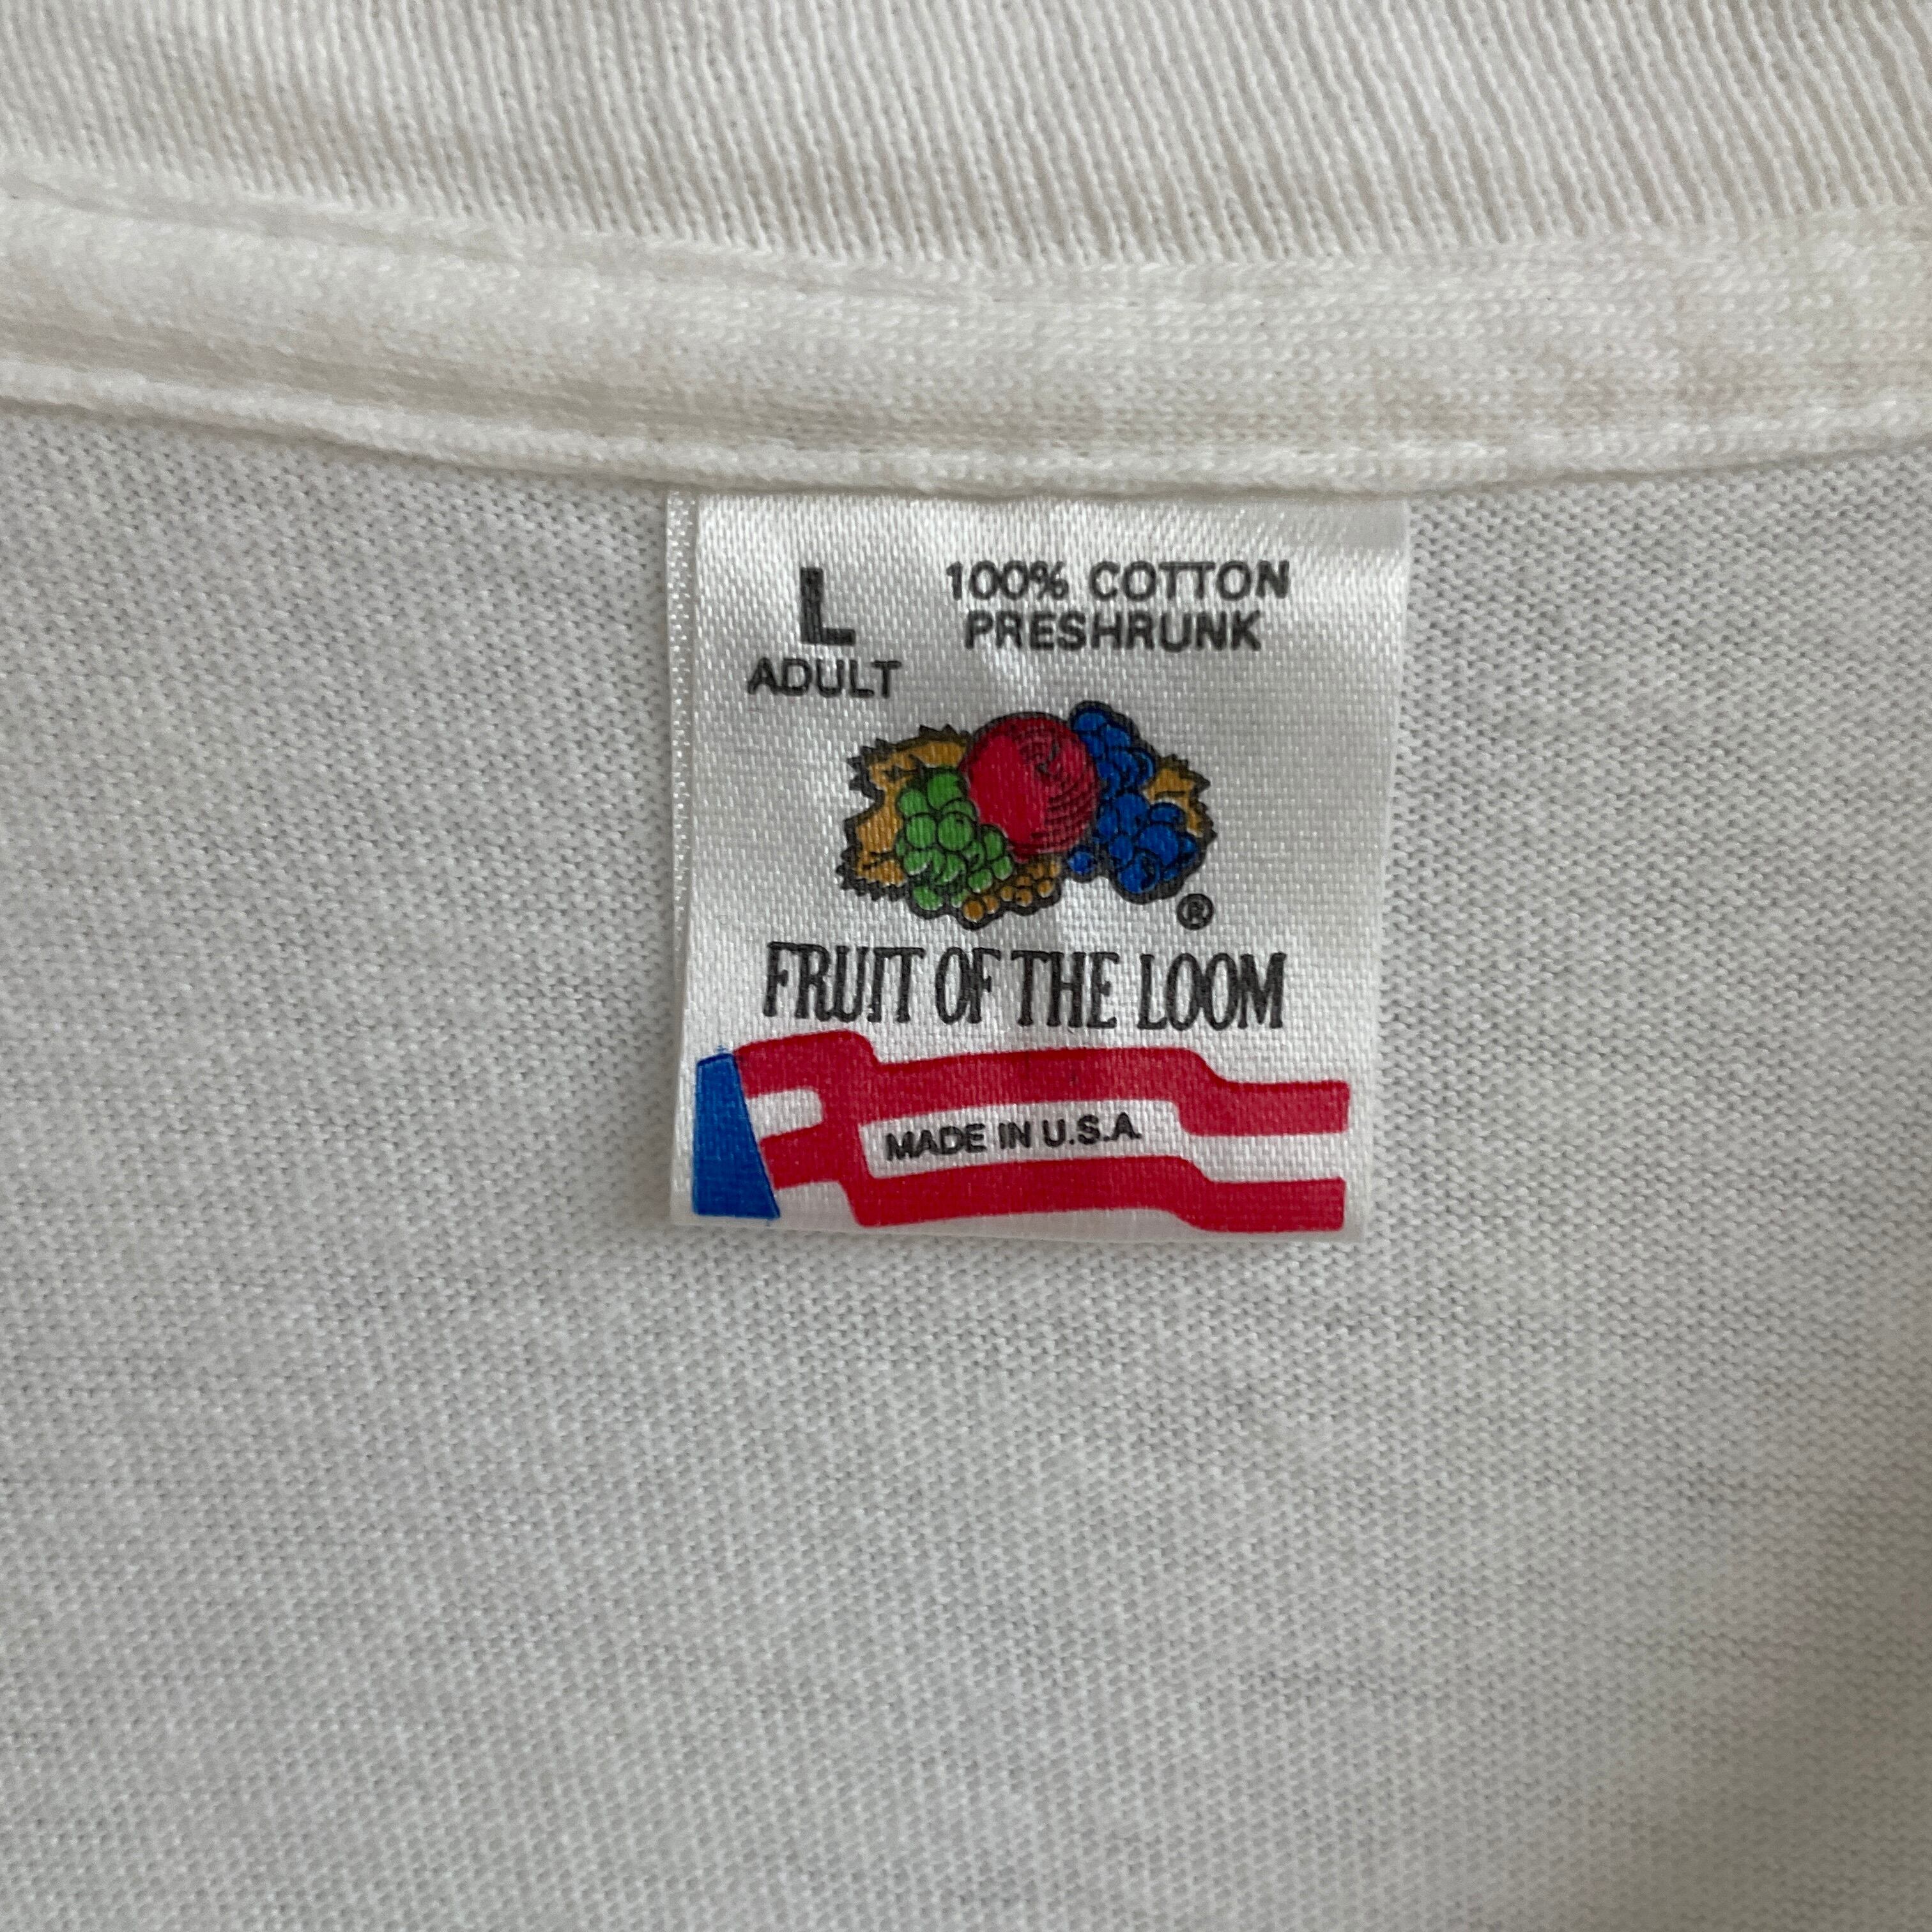 L
ADULT
100% COTTON
PRESHRUNK
®
FRUIT OF THE LOOM
MADE IN U.S.A.